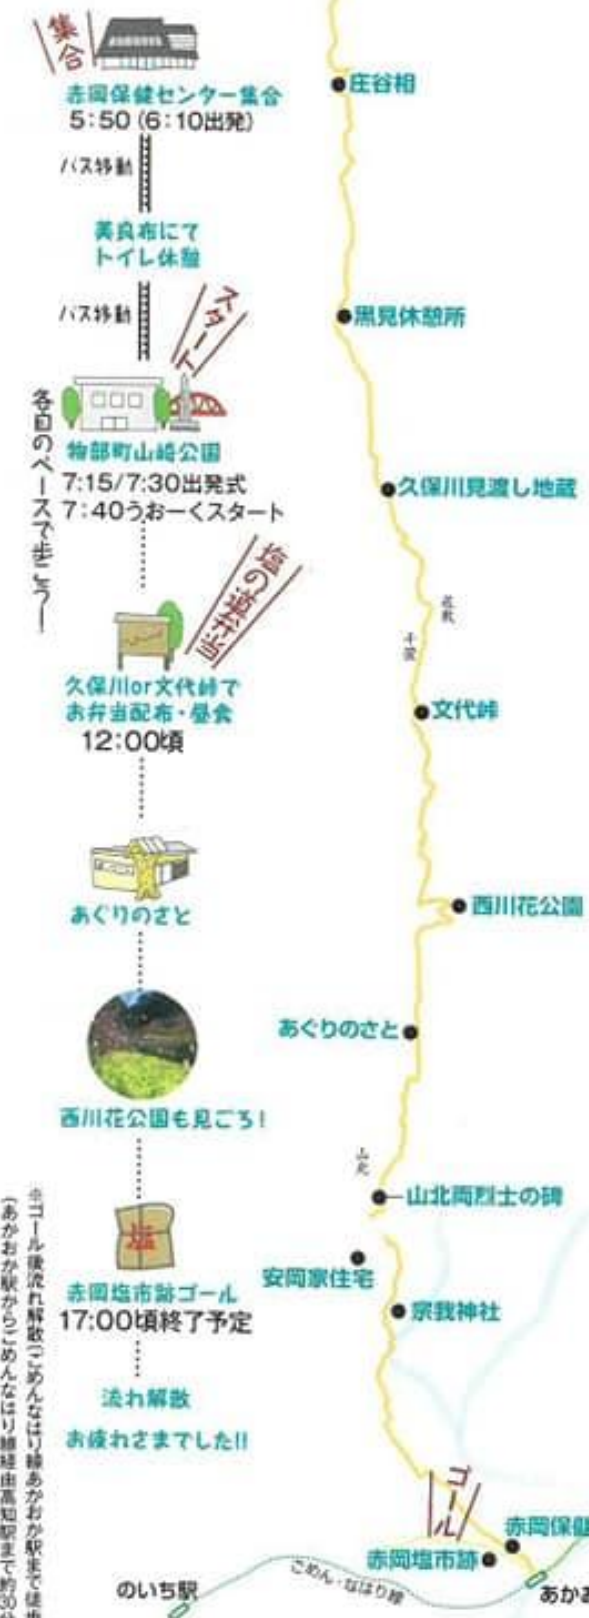 集合
赤岡保健センター集合
5:50（6:10出発）
バス移動
美良布にて
トイレ休憩
バス移動
スタート
物部町山崎公園
7:15/7:30出発式
7:40うおーくスタート
各自のペースで歩こうー
塩の道弁当
久保川or文代峠で
お弁当配布・昼食
12:00頃
あぐりのさと
西川花公園も見ごろ！
塩
赤岡塩市跡ゴール
17:00頃終了予定
流れ解散
お疲れさまでした!!
※ゴール後流れ解散（ごめんなはり線あかおか駅まで徒歩
（あかおか駅からごめんなはり線経由高知駅まで約30分
庄谷相
黒見休憩所
久保川見渡し地蔵
文代峠
西川花公園
あぐりのさと
山北
山北両烈士の碑
安岡家住宅
宗我神社
ゴール
赤岡保健
赤岡塩市跡
ごめん・なはり線
のいち駅
あかお